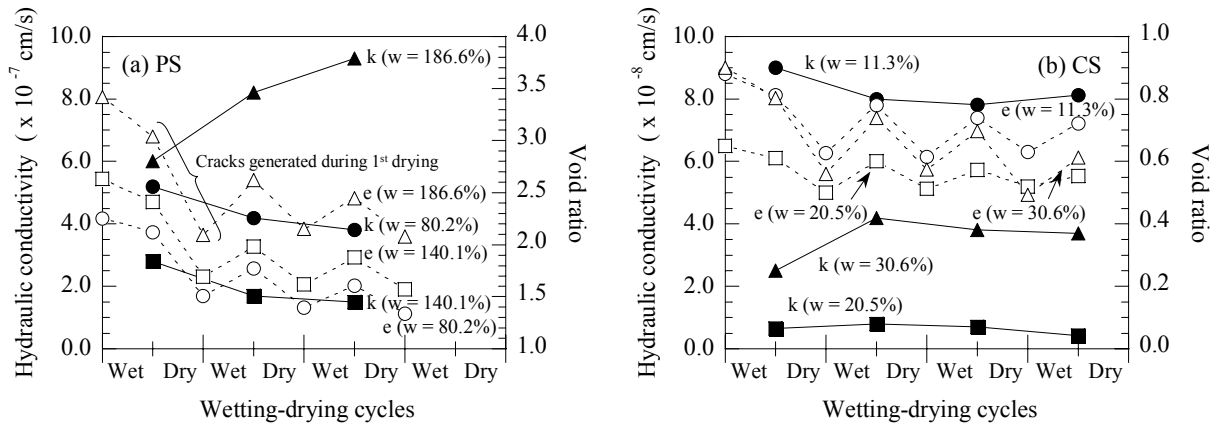 (a) PS
Hydraulic conductivity ( x 10 -7 cm/s)
10.0
8.0
6.0
4.0
2.0
0.0
k (w = 186.6%)
Cracks generated during 1st drying
e (w = 186.6%)
k (w = 80.2%)
e (w = 140.1%)
k (w = 140.1%)
e (w = 80.2%)
4.0
3.5
3.0
2.5
2.0
1.5
1.0
Void ratio
Wet Dry Wet Dry Wet Dry Wet Dry
Wetting-drying cycles
(b) CS
Hydraulic conductivity ( x 10 -8 cm/s)
10.0
8.0
6.0
4.0
2.0
0.0
k (w = 11.3%)
e (w = 11.3%)
e (w = 20.5%)
e (w = 30.6%)
k (w = 30.6%)
k (w = 20.5%)
1.0
0.8
0.6
0.4
0.2
0.0
Void ratio
Wet Dry Wet Dry Wet Dry Wet Dry
Wetting-drying cycles